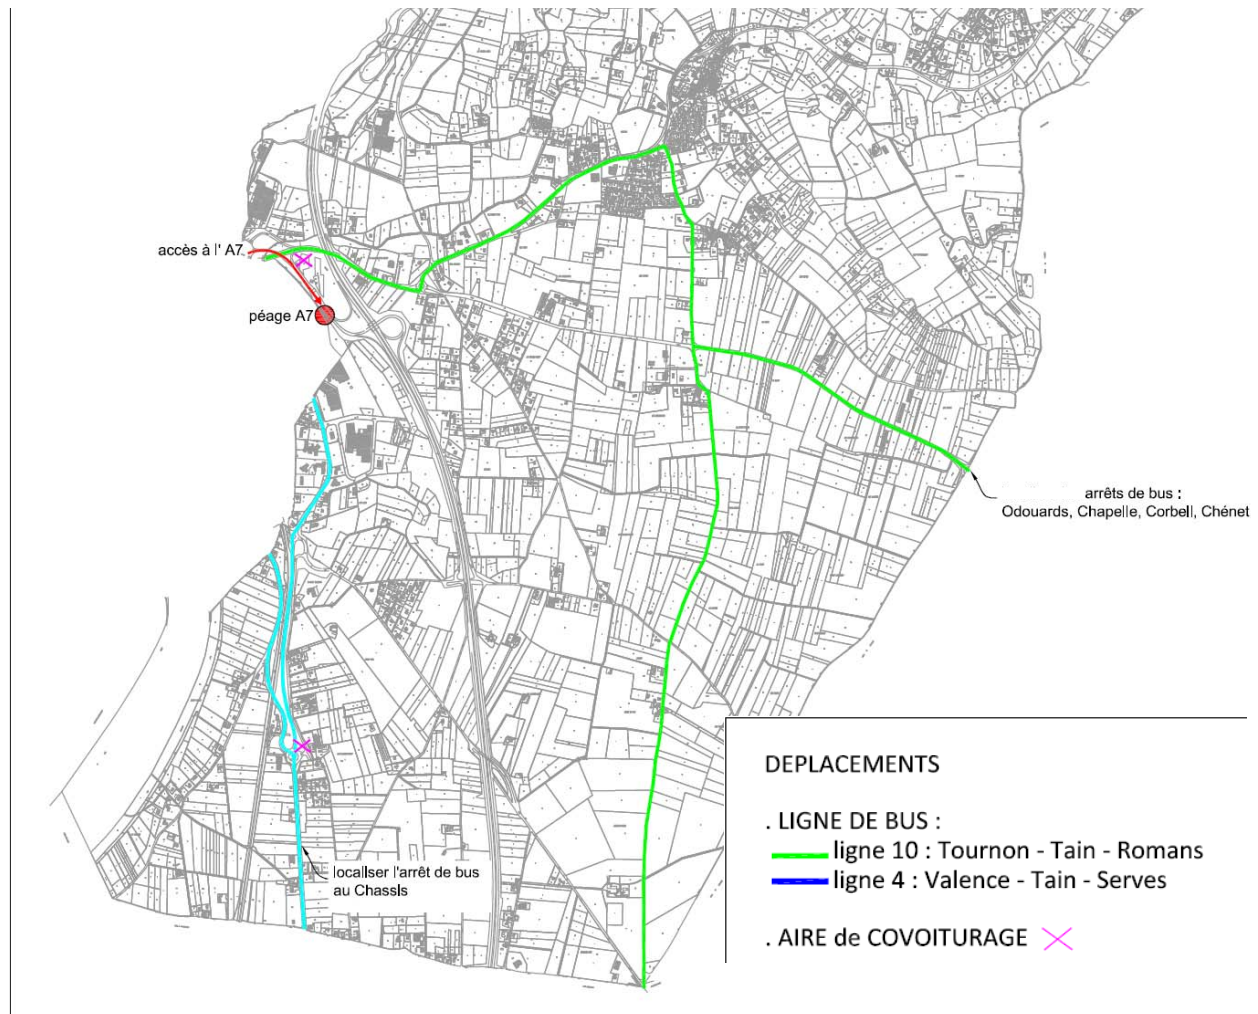 accès à l' A7
péage A7
arrêts de bus :
Odouards, Chapelle, Corbell, Chénet
localiser l'arrêt de bus
au Chassis
DEPLACEMENTS
. LIGNE DE BUS :
ligne 10 : Tournon - Tain - Romans
ligne 4 : Valence - Tain - Serves
. AIRE de COVOITURAGE